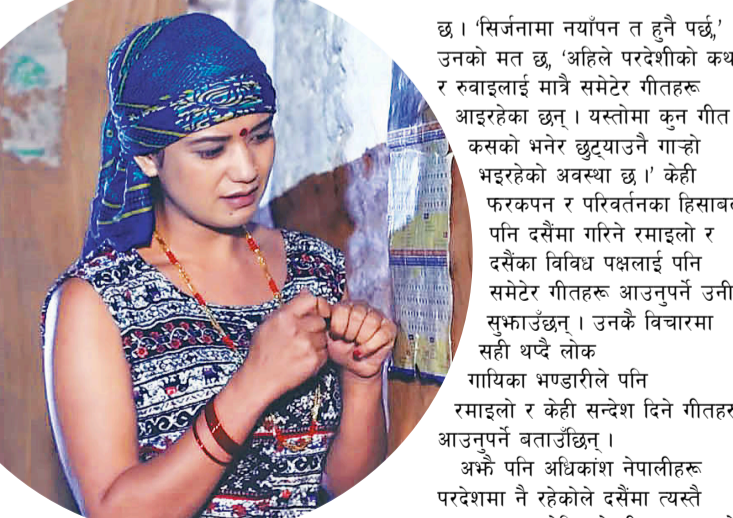 छ । ‘सिर्जनामा नयाँपन त हुनै पर्छ,’
उनको मत छ, ‘अहिले परदेशीको
र रुवाइलाई मात्रै समेटेर गीतहरू
आइरहेका छन् । यस्तोमा कुन गीत
कसको भनेर छुट्याउनै गाऱ्हो
भइरहेको अवस्था छ ।’ केही
फरकपन र परिवर्तनका
पनि दसैंमा गरिने रमाइलो र
दसैंका विविध पक्षलाई पनि
समेटेर गीतहरू आउनुपर्ने उनी
सुझाउँछन् । उनकै विचारमा
सही थप्दै लोक
गायिका भण्डारीले पनि
रमाइलो र केही सन्देश दिने
आउनुपर्ने बताउँछिन् ।
अझै पनि अधिकांश नेपालीहरू
परदेशमा नै रहेकोले दसैंमा त्यस्तै